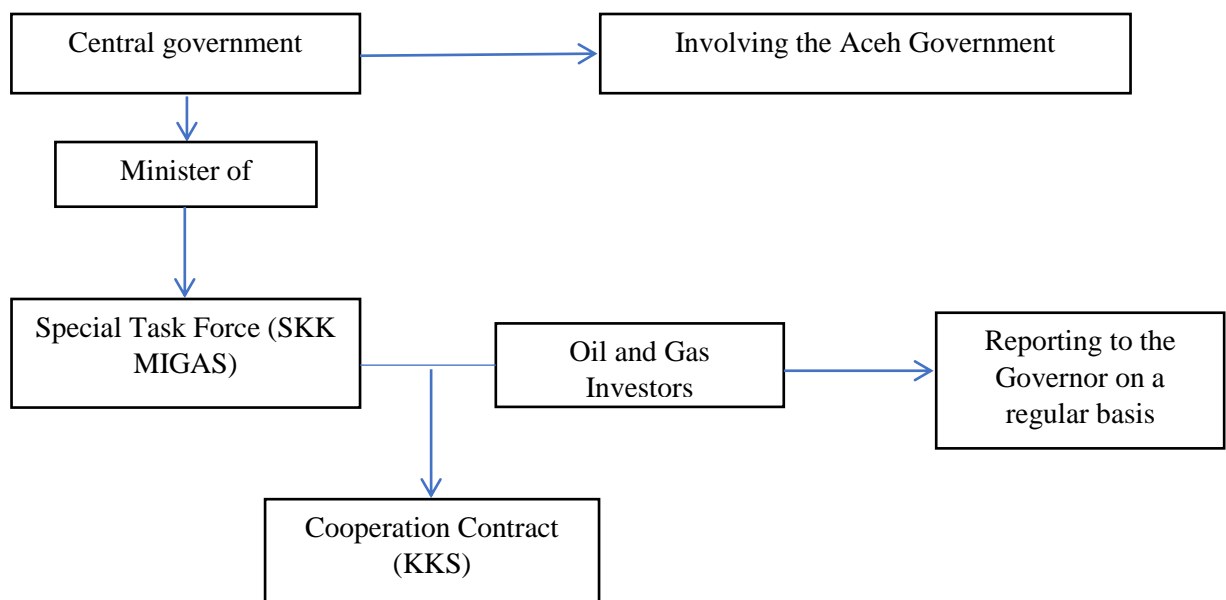 Central government
Involving the Aceh Government
Minister of
Special Task Force (SKK
MIGAS)
Oil and Gas
Investors
Reporting to the
Governor on a
regular basis
Cooperation Contract
(KKS)